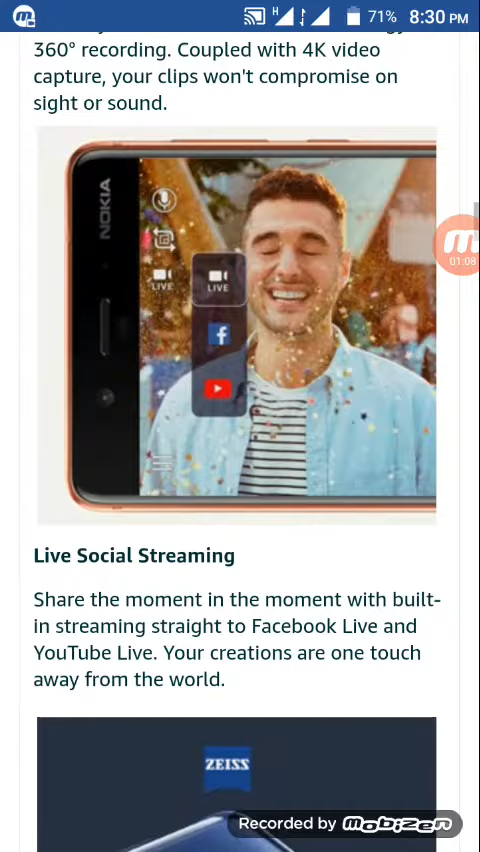 71% 8:30 PM
H
360° recording. Coupled with 4K video
capture, your clips won't compromise on
sight or sound.
NOKIA
LIVE
LIVE
01:08
Live Social Streaming
Share the moment in the moment with built-
in streaming straight to Facebook Live and
YouTube Live. Your creations are one touch
away from the world.
ZEISS
Recorded by mobizen